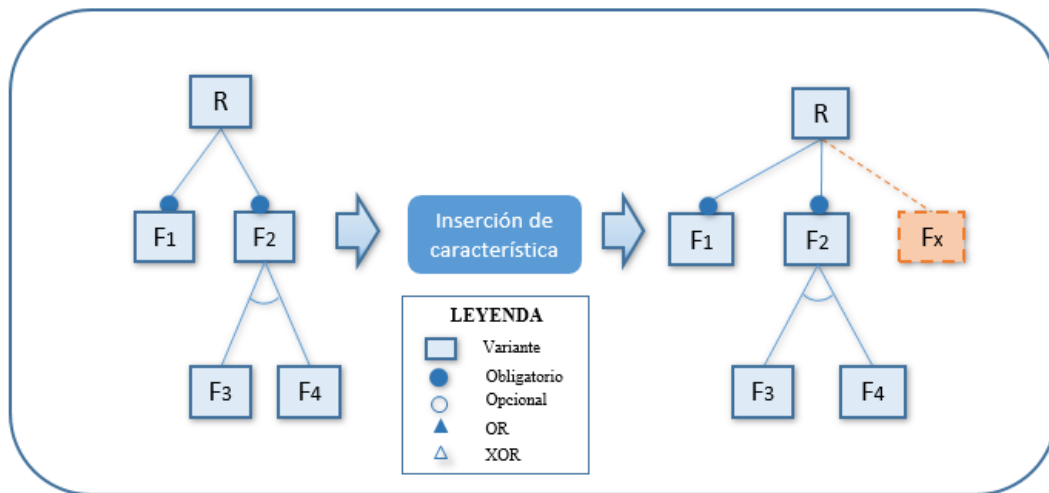 R
F1
F2
F3
F4
Inserción de
característica
LEYENDA
Variante
Obligatorio
Opcional
OR
XOR
R
F1
F2
Fx
F3
F4